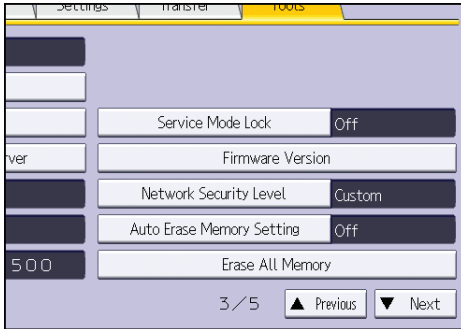 Settings Transfer Tools
Service Mode Lock Off
rver Firmware Version
Network Security Level Custom
Auto Erase Memory Setting Off
500 Erase All Memory
3/5 ▲ Previous ▼ Next